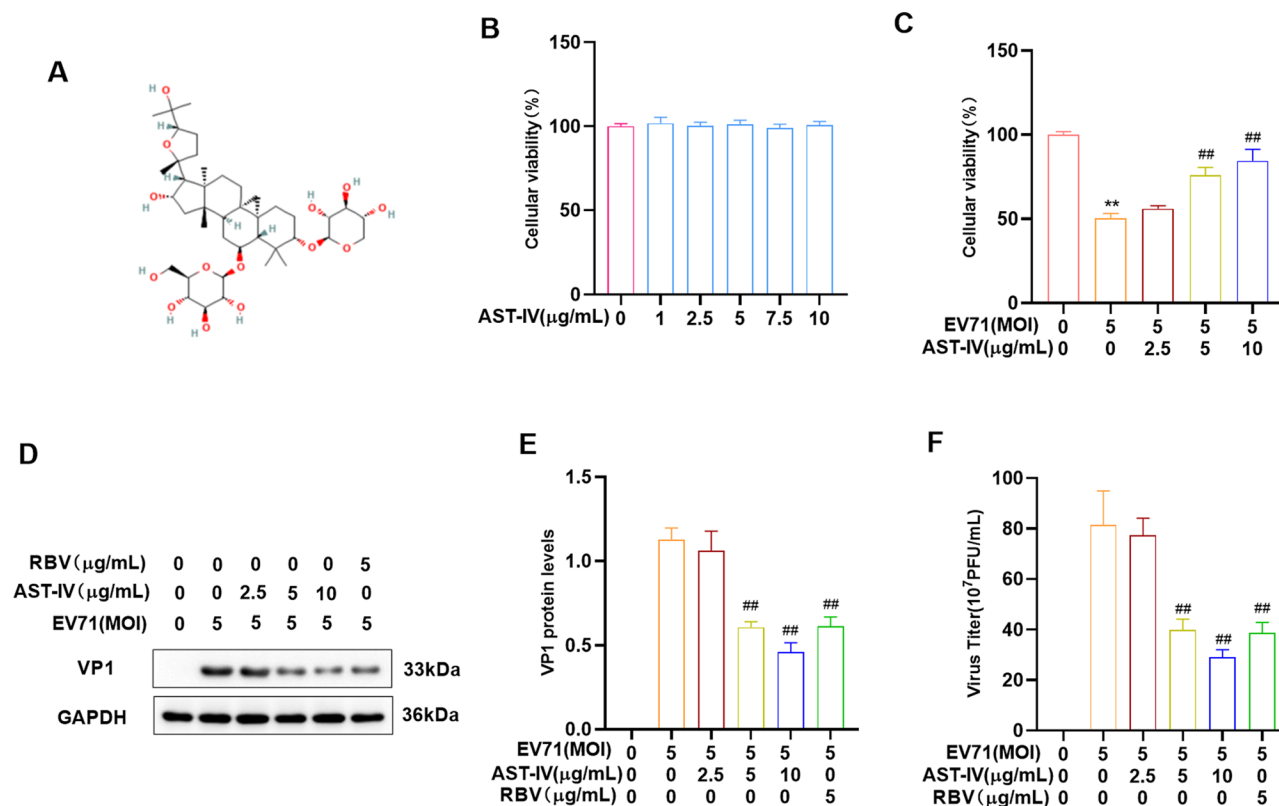 A
H
O
H
O
H
H
O
H
H
O
H
O
O
H
H
O
H
O
O
O
O
O
H
O
O
H
O
H
O
H
B
Cellular viability(%)
150
100
50
0
AST-IV(μg/mL) 0 1 2.5 5 7.5 10
C
Cellular viability(%)
150
100
50
0
**
##
##
EV71(MOI) 0 5 5 5 5
AST-IV(μg/mL) 0 0 2.5 5 10
D
RBV(μg/mL) 0 0 0 0 0 5
AST-IV(μg/mL) 0 0 2.5 5 10 0
EV71(MOI) 0 5 5 5 5 5
VP1 33kDa
GAPDH 36kDa
E
VP1 protein levels
1.5
1.0
0.5
0.0
##
##
##
EV71(MOI) 0 5 5 5 5 5
AST-IV(μg/mL) 0 0 2.5 5 10 0
RBV(μg/mL) 0 0 0 0 0 5
F
Virus Titer(10⁷PFU/mL)
100
80
60
40
20
0
##
##
##
EV71(MOI) 0 5 5 5 5 5
AST-IV(μg/mL) 0 0 2.5 5 10 0
RBV(μg/mL) 0 0 0 0 0 5